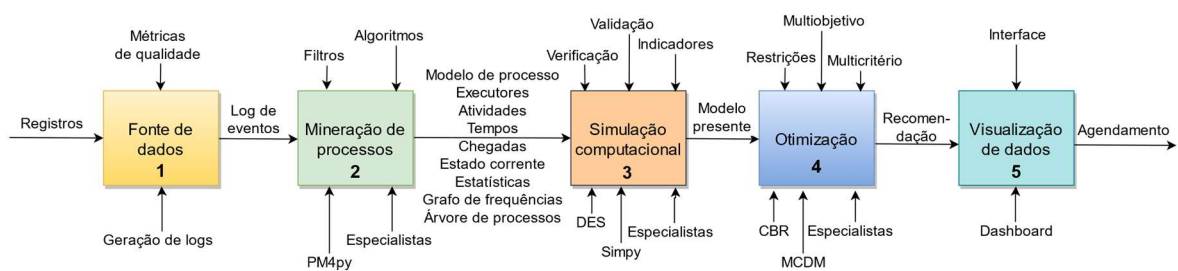 Registros
Métricas
de qualidade
Fonte de
dados
1
Geração de logs
Log de
eventos
Filtros
Algoritmos
Mineração de
processos
2
PM4py
Especialistas
Modelo de processo
Executores
Atividades
Tempos
Chegadas
Estado corrente
Estatísticas
Grafo de frequências
Árvore de processos
Verificação
Validação
Indicadores
Simulação
computacional
3
DES
Simpy
Especialistas
Modelo
presente
Restrições
Multiobjetivo
Multicritério
Otimização
4
CBR
MCDM
Especialistas
Recomen-
dação
Interface
Visualização
de dados
5
Dashboard
Agendamento